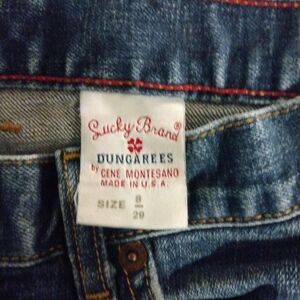 Lucky Brand®
DUNGAREES
by GENE MONTESANO
MADE IN U.S.A.
SIZE 8
29